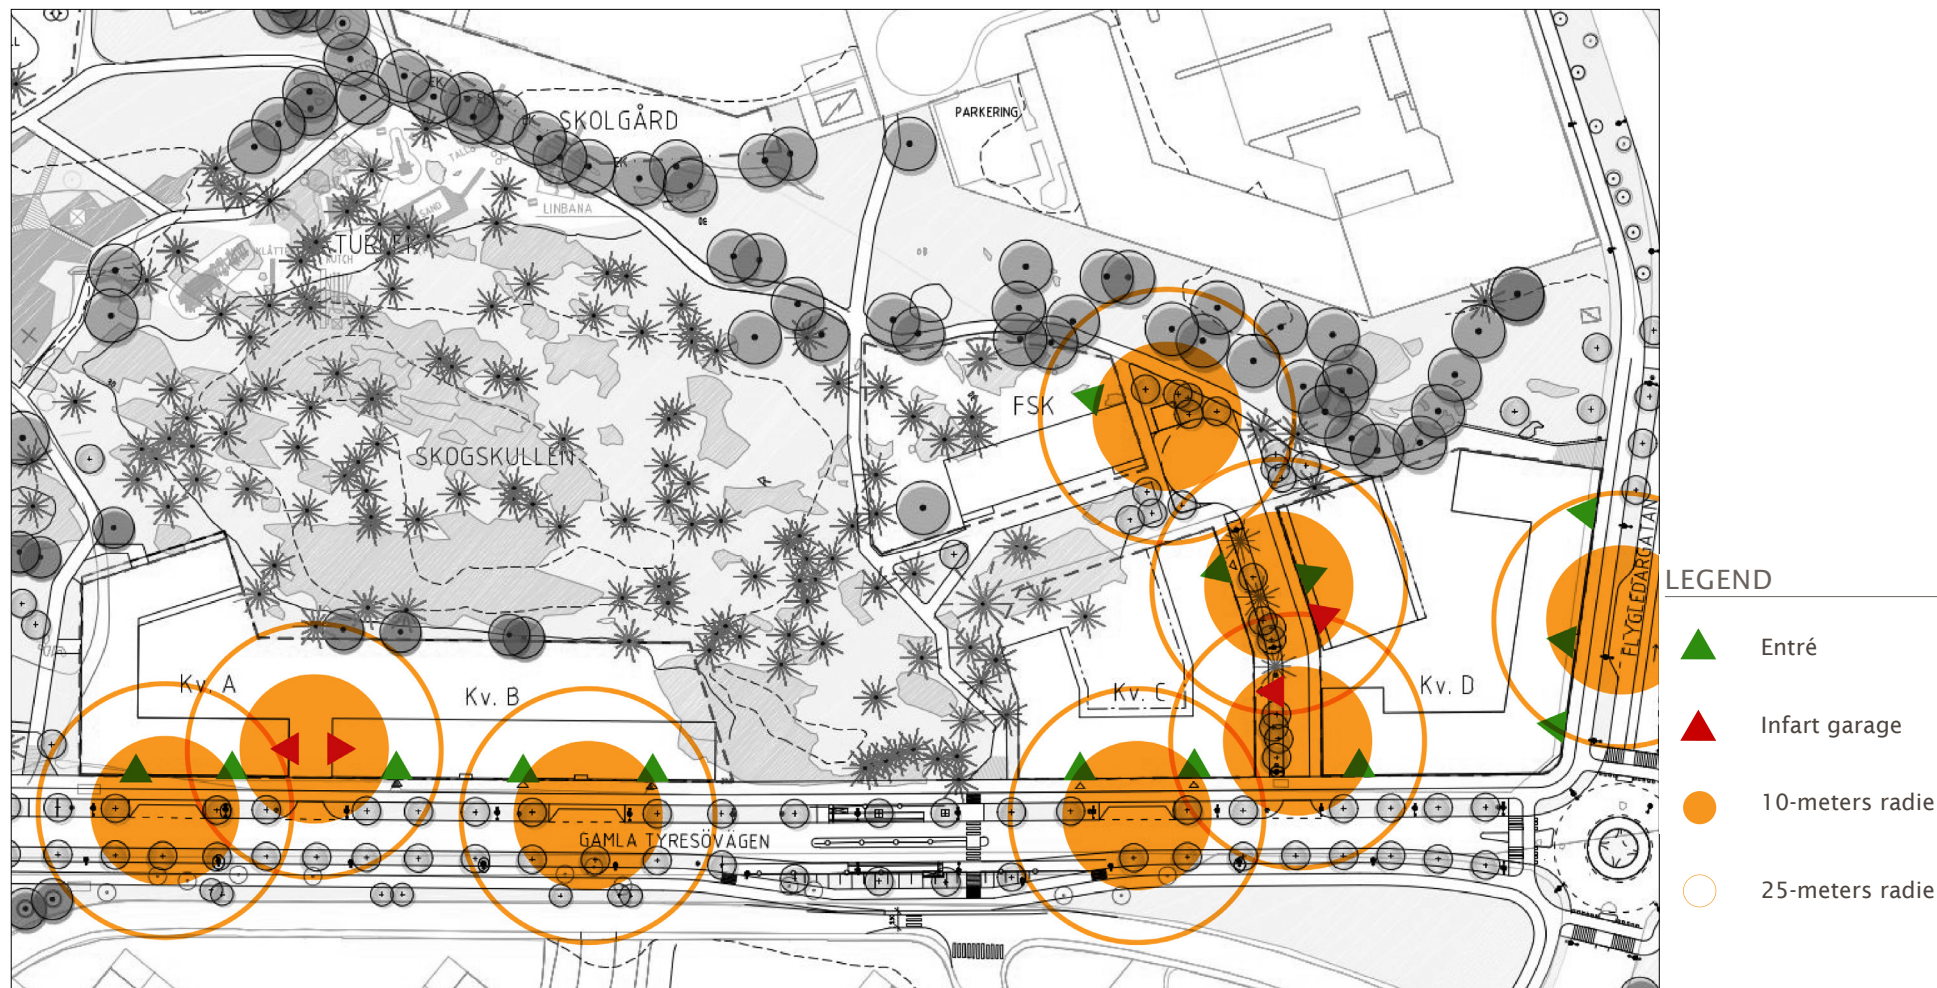 SKOLGÅRD
PARKERING
LINBANA
SAND
FSK
SKOGSKULLEN
Kv. A
Kv. B
Kv. C
Kv. D
FLYGLEDARGATAN
GAMLA TYRESÖVÄGEN
LEGEND
Entré
Infart garage
10-meters radie
25-meters radie